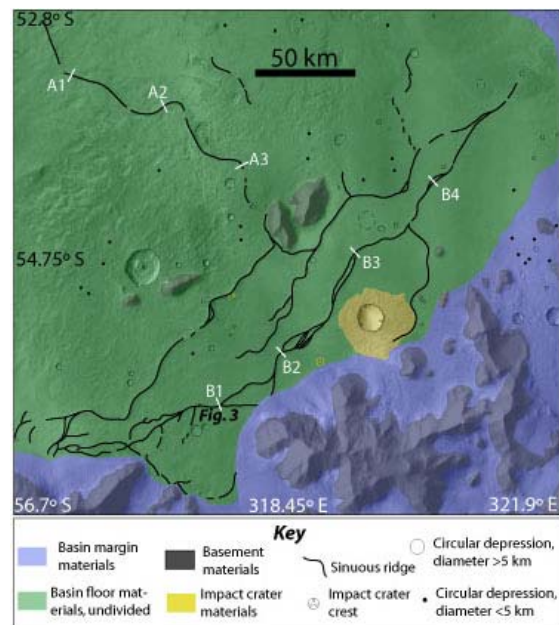 52.8° S
50 km
A1
A2
A3
B4
B3
54.75° S
B2
B1
Fig. 3
56.7° S 318.45° E 321.9° E
Key
Basin margin
materials
Basement
materials
Sinuous ridge
Circular depression,
diameter >5 km
Basin floor mat-
erials, undivided
Impact crater
materials
Impact crater
crest
Circular depression,
diameter <5 km